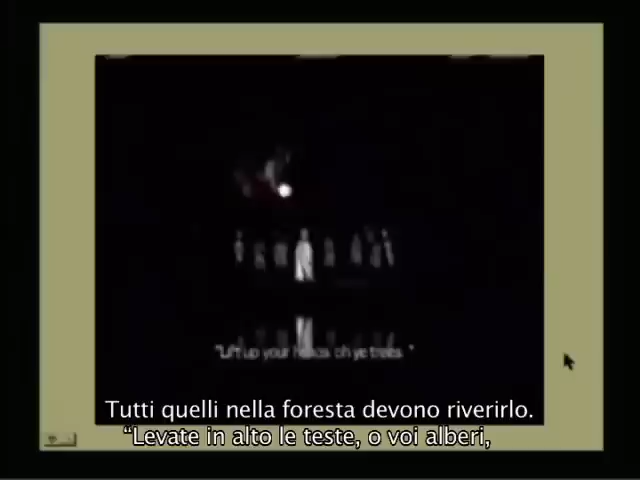 "Lift up your heads oh ye trees "
Tutti quelli nella foresta devono riverirlo.
“Levate in alto le teste, o voi alberi,